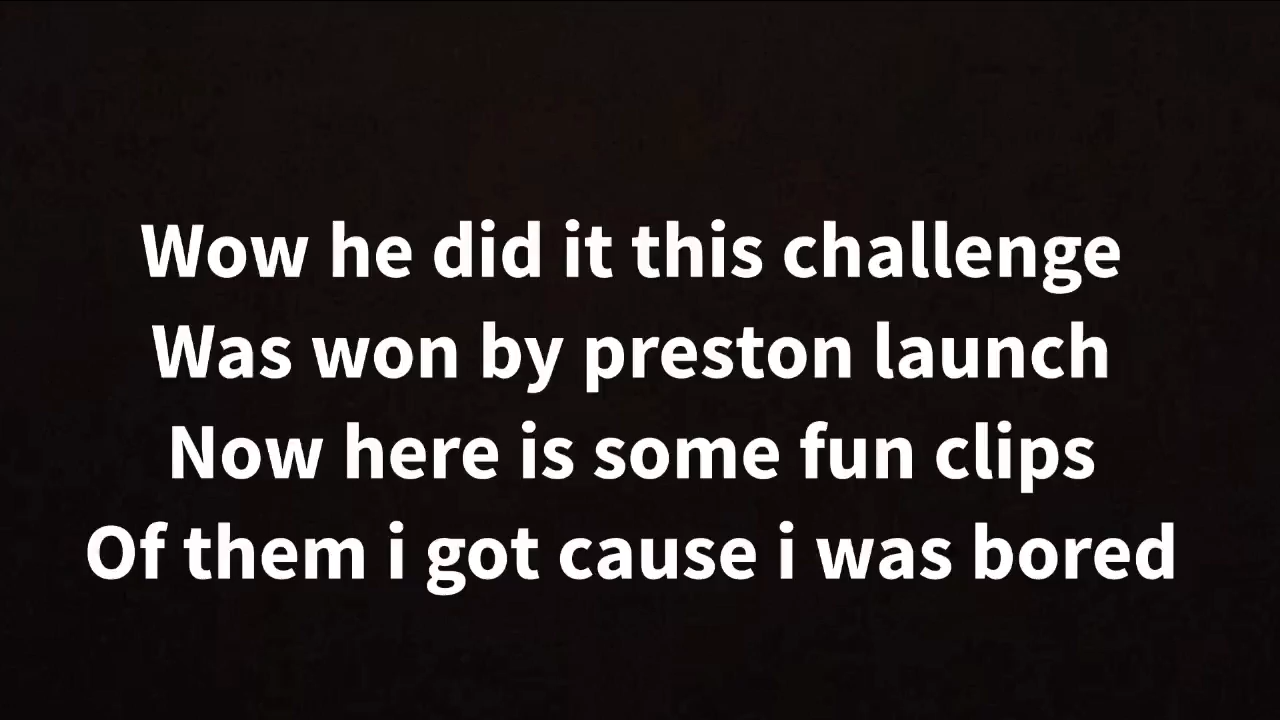 Wow he did it this challenge
Was won by preston launch
Now here is some fun clips
Of them i got cause i was bored